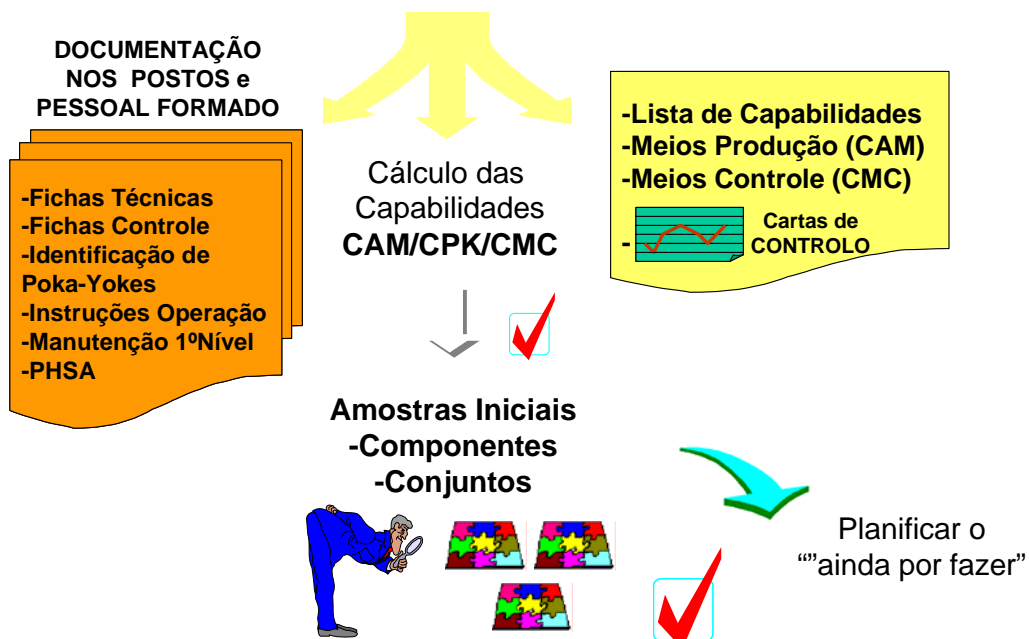 DOCUMENTAÇÃO
NOS POSTOS e
PESSOAL FORMADO
-Fichas Técnicas
-Fichas Controle
-Identificação de
Poka-Yokes
-Instruções Operação
-Manutenção 1ºNível
-PHSA
Cálculo das
Capabilidades
CAM/CPK/CMC
-Lista de Capabilidades
-Meios Produção (CAM)
-Meios Controle (CMC)
- Cartas de
CONTROLO
Amostras Iniciais
-Componentes
-Conjuntos
Planificar o
“”ainda por fazer”